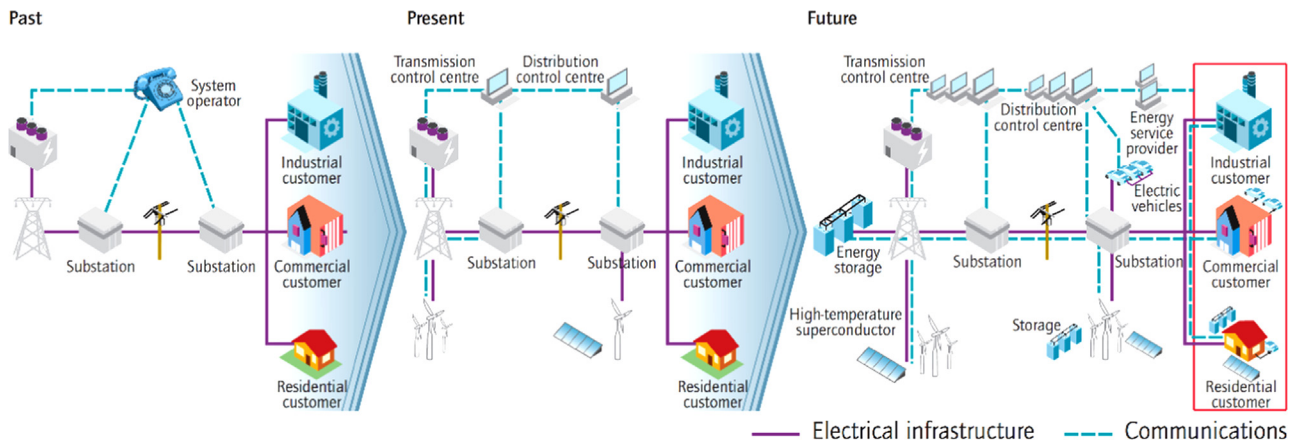 Past
System
operator
Substation
Substation
Industrial
customer
Commercial
customer
Residential
customer
Present
Transmission
control centre
Distribution
control centre
Substation
Substation
Industrial
customer
Commercial
customer
Residential
customer
Future
Transmission
control centre
Distribution
control centre
Energy
service
provider
Electric
vehicles
Energy
storage
Substation
Substation
High-temperature
superconductor
Storage
Industrial
customer
Commercial
customer
Residential
customer
Electrical infrastructure
Communications